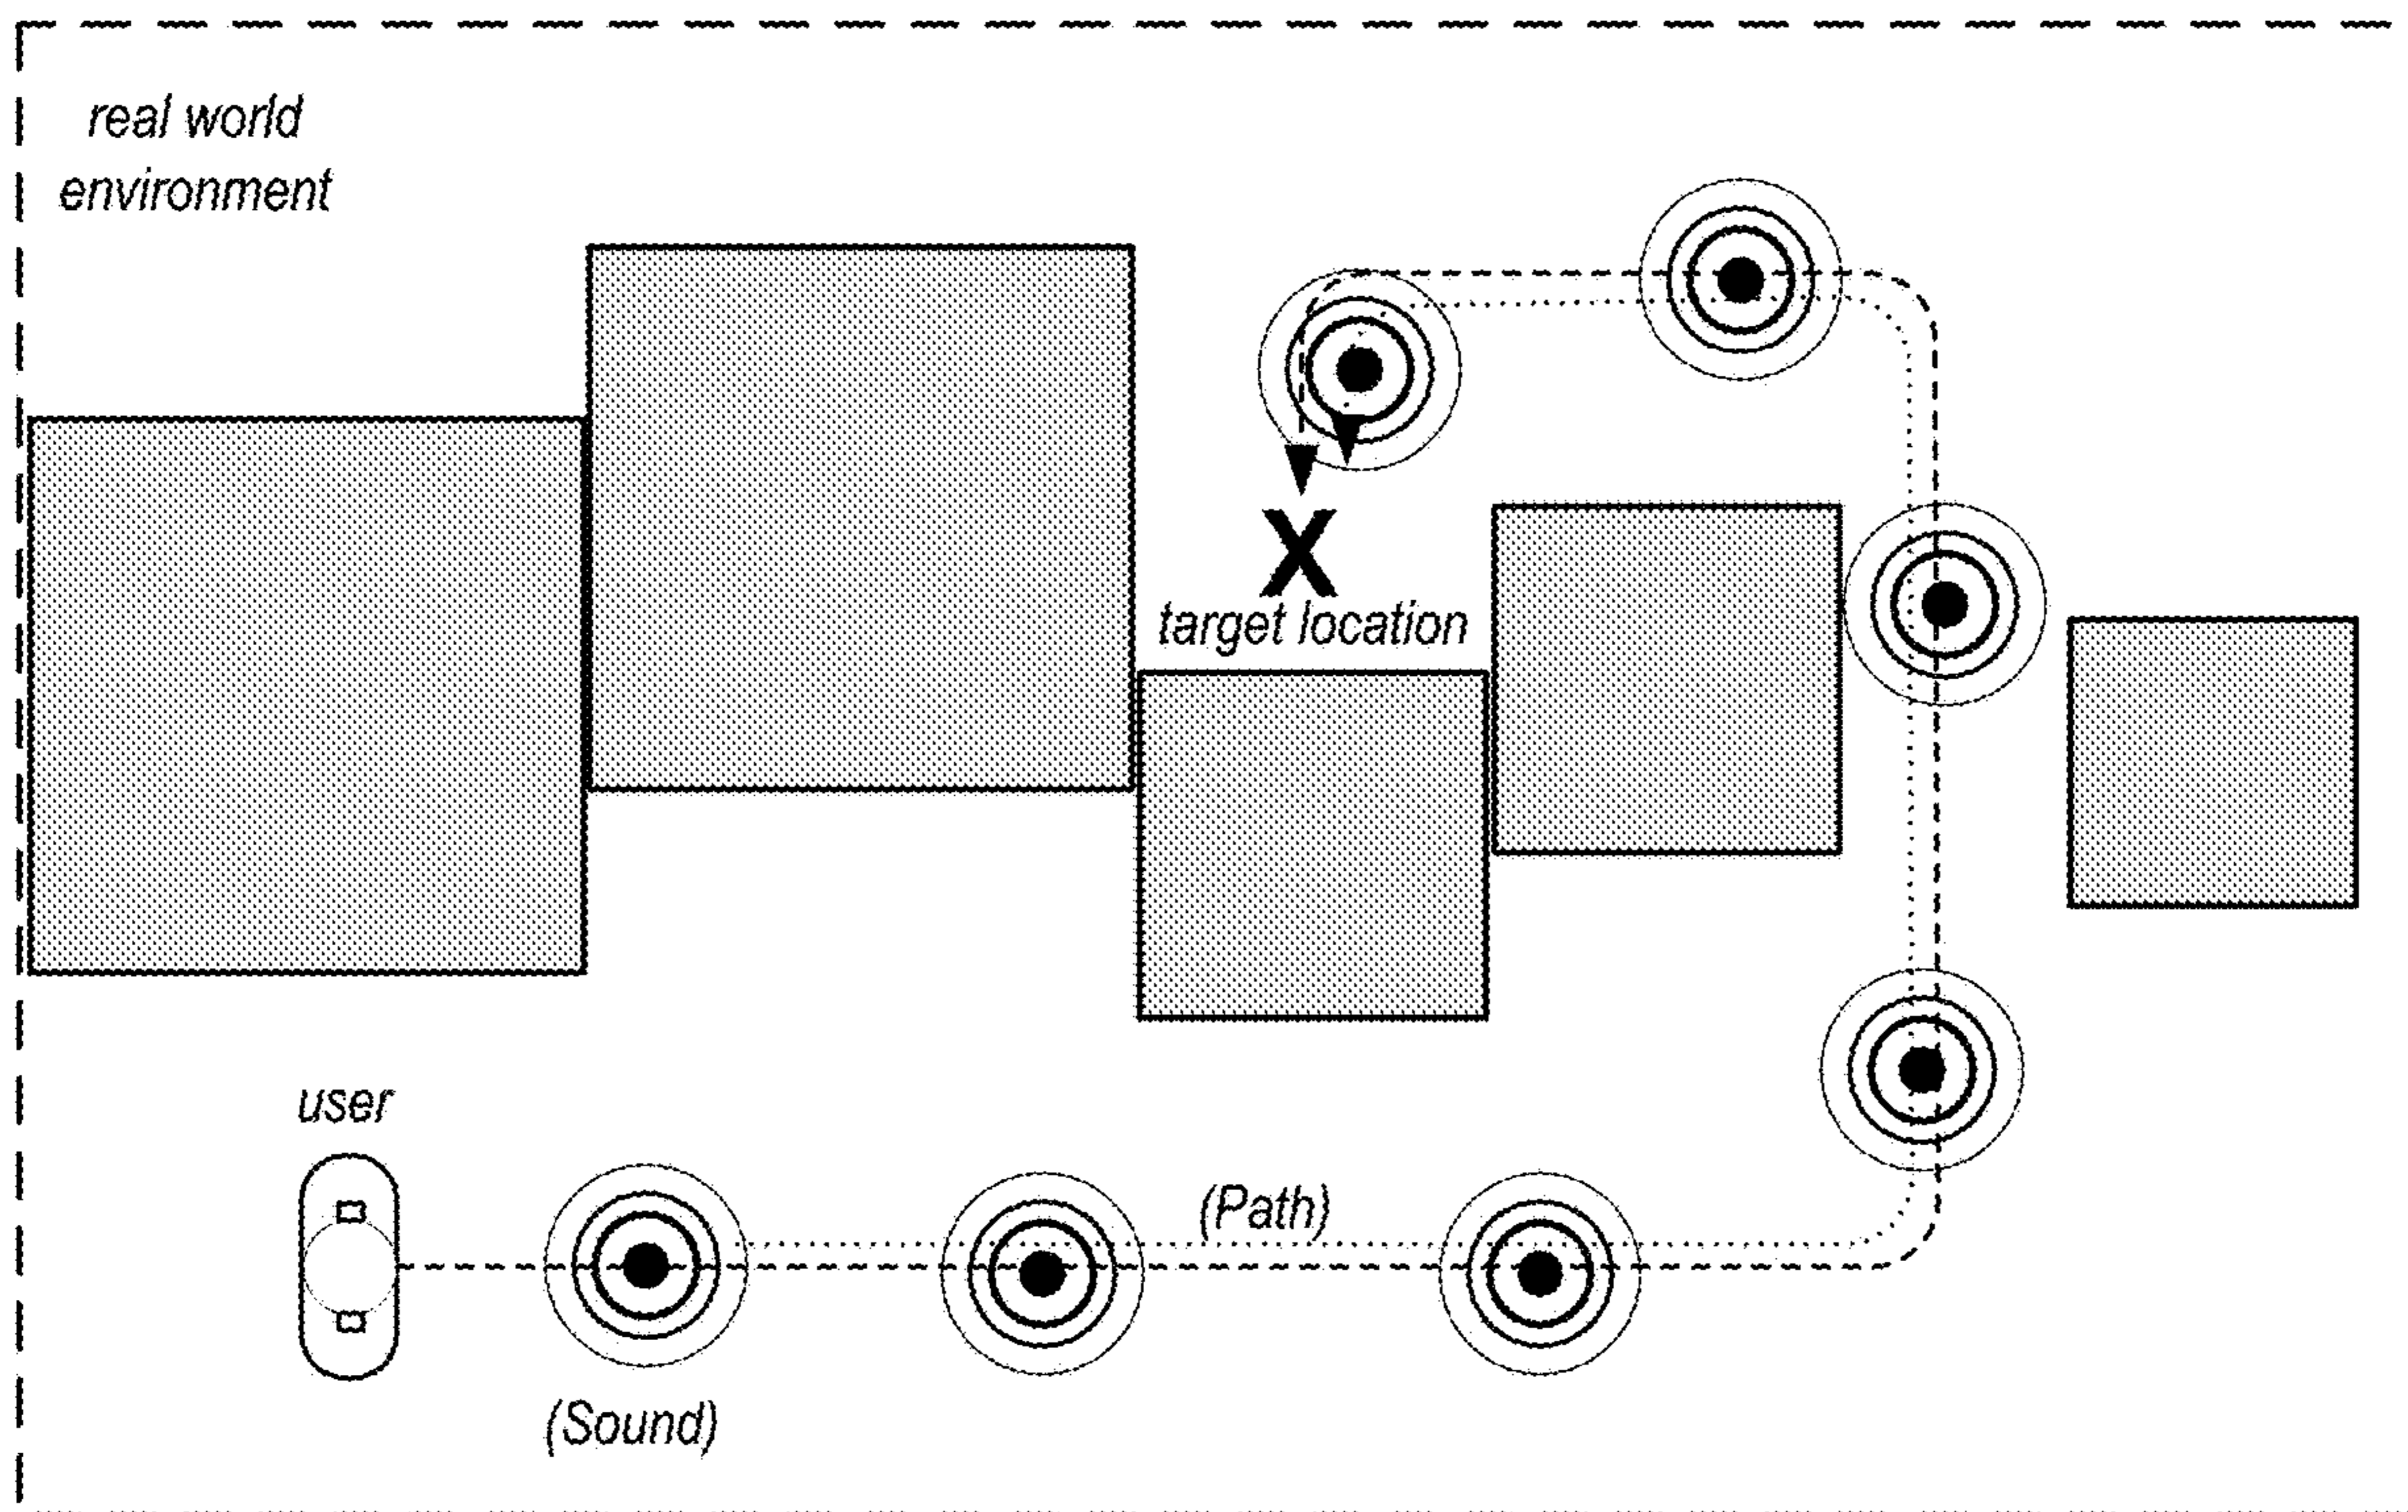 real world
environment
X
target location
user
(Path)
(Sound)